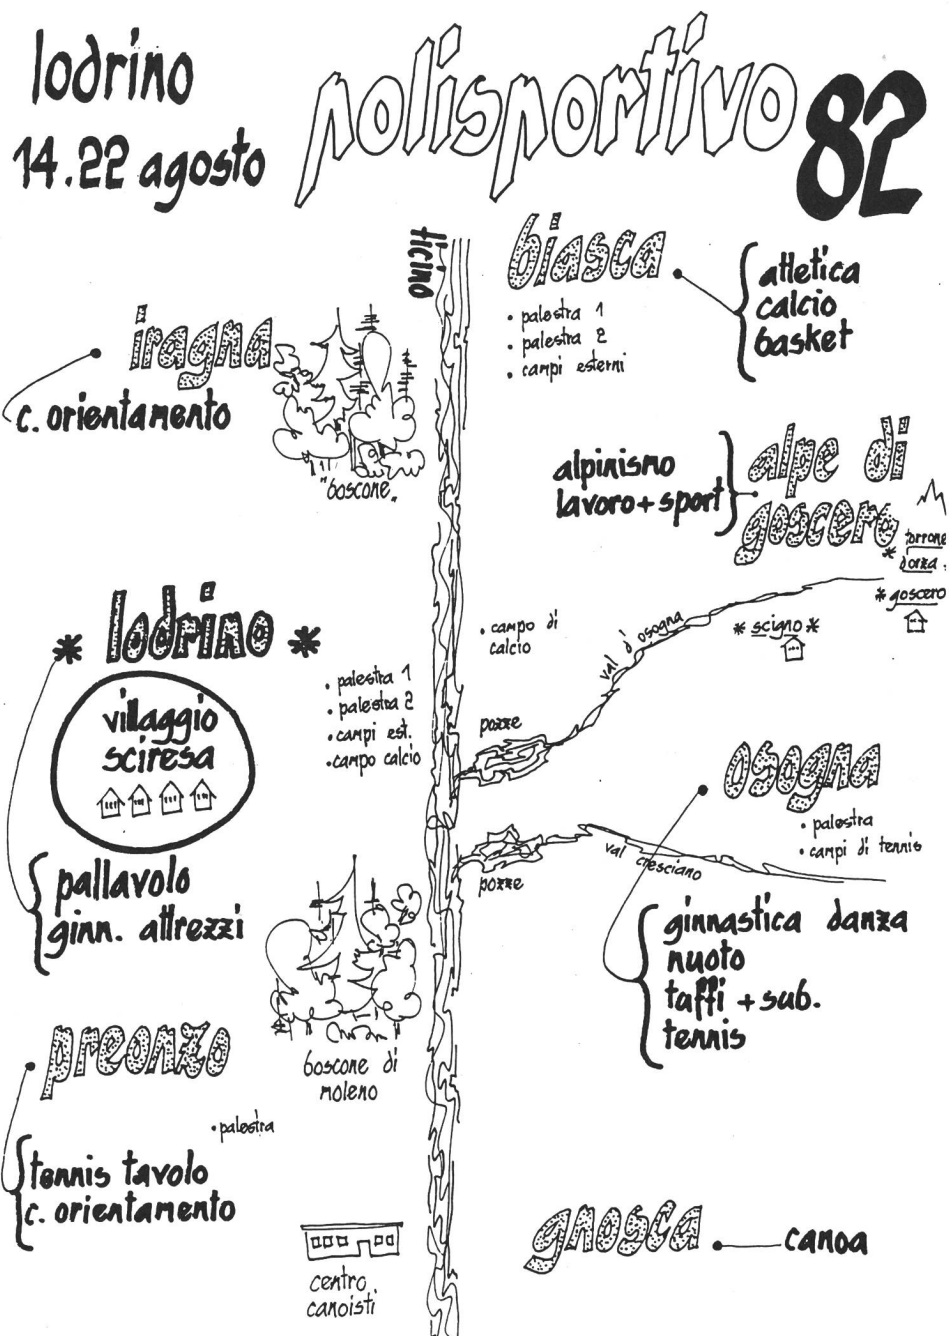 lodrino
14.22 agosto
polisportivo 82
ticino
biasca
• palestra 1
• palestra 2
• campi esterni
atletica
calcio
basket
iragna
c. orientamento
"boscone"
alpinismo
lavoro + sport
alpe di
goscero
* torrone
darza.
* goscero
* scigno *
val d'osogna
• campo di
calcio
* lodrino *
villaggio
sciresa
• palestra 1
• palestra 2
• campi est.
• campo calcio
pozze
osogna
• palestra
• campi di tennis
pozze
val cresciano
pallavolo
ginn. attrezzi
ginnastica danza
nuoto
taffi + sub.
tennis
boscone di
moleno
preonzo
• palestra
tennis tavolo
c. orientamento
centro
canoisti
gnosca
canoa